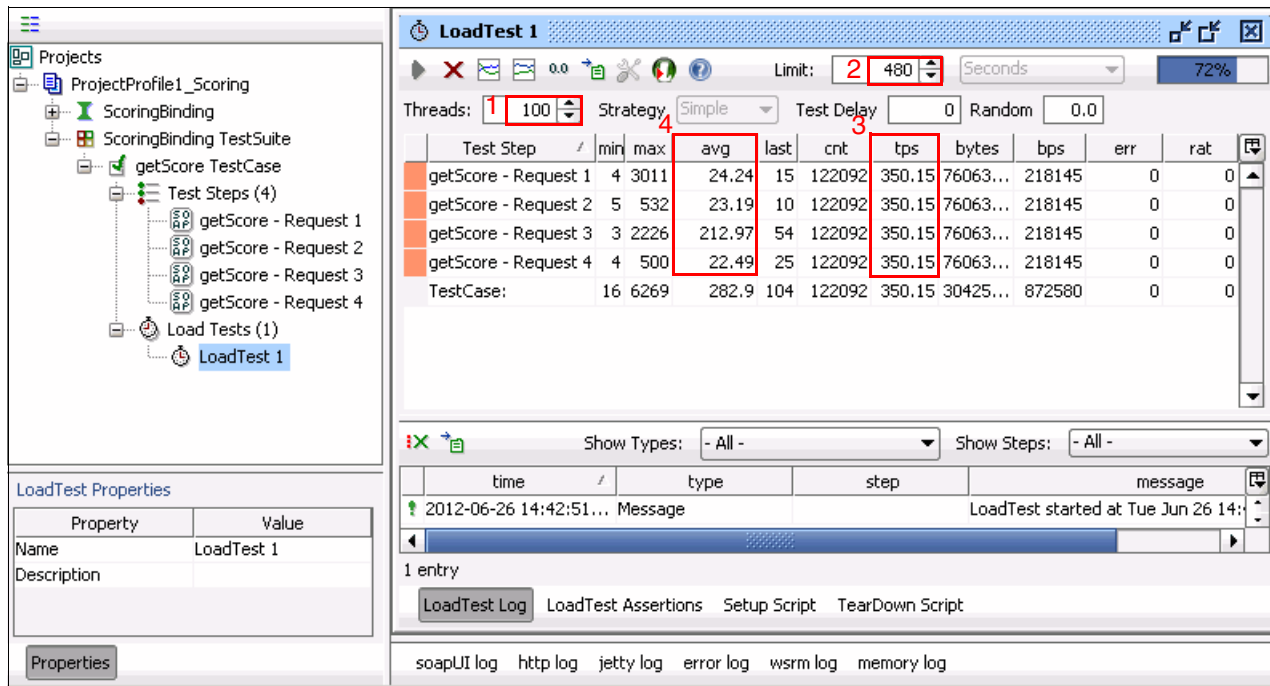 Projects
ProjectProfile1_Scoring
ScoringBinding
ScoringBinding TestSuite
getScore TestCase
Test Steps (4)
getScore - Request 1
getScore - Request 2
getScore - Request 3
getScore - Request 4
Load Tests (1)
LoadTest 1
LoadTest Properties
Property Value
Name LoadTest 1
Description
Properties
LoadTest 1
0.0 Limit: 2 480 Seconds 72%
Threads: 1 100 Strategy Simple Test Delay 0 Random 0.0
4 3
Test Step min max avg last cnt tps bytes bps err rat
getScore - Request 1 4 3011 24.24 15 122092 350.15 76063... 218145 0 0
getScore - Request 2 5 532 23.19 10 122092 350.15 76063... 218145 0 0
getScore - Request 3 3 2226 212.97 54 122092 350.15 76063... 218145 0 0
getScore - Request 4 4 500 22.49 25 122092 350.15 76063... 218145 0 0
TestCase: 16 6269 282.9 104 122092 350.15 30425... 872580 0 0
Show Types: - All - Show Steps: - All -
time type step message
2012-06-26 14:42:51... Message LoadTest started at Tue Jun 26 14:
1 entry
LoadTest Log LoadTest Assertions Setup Script TearDown Script
soapUI log http log jetty log error log wsrm log memory log